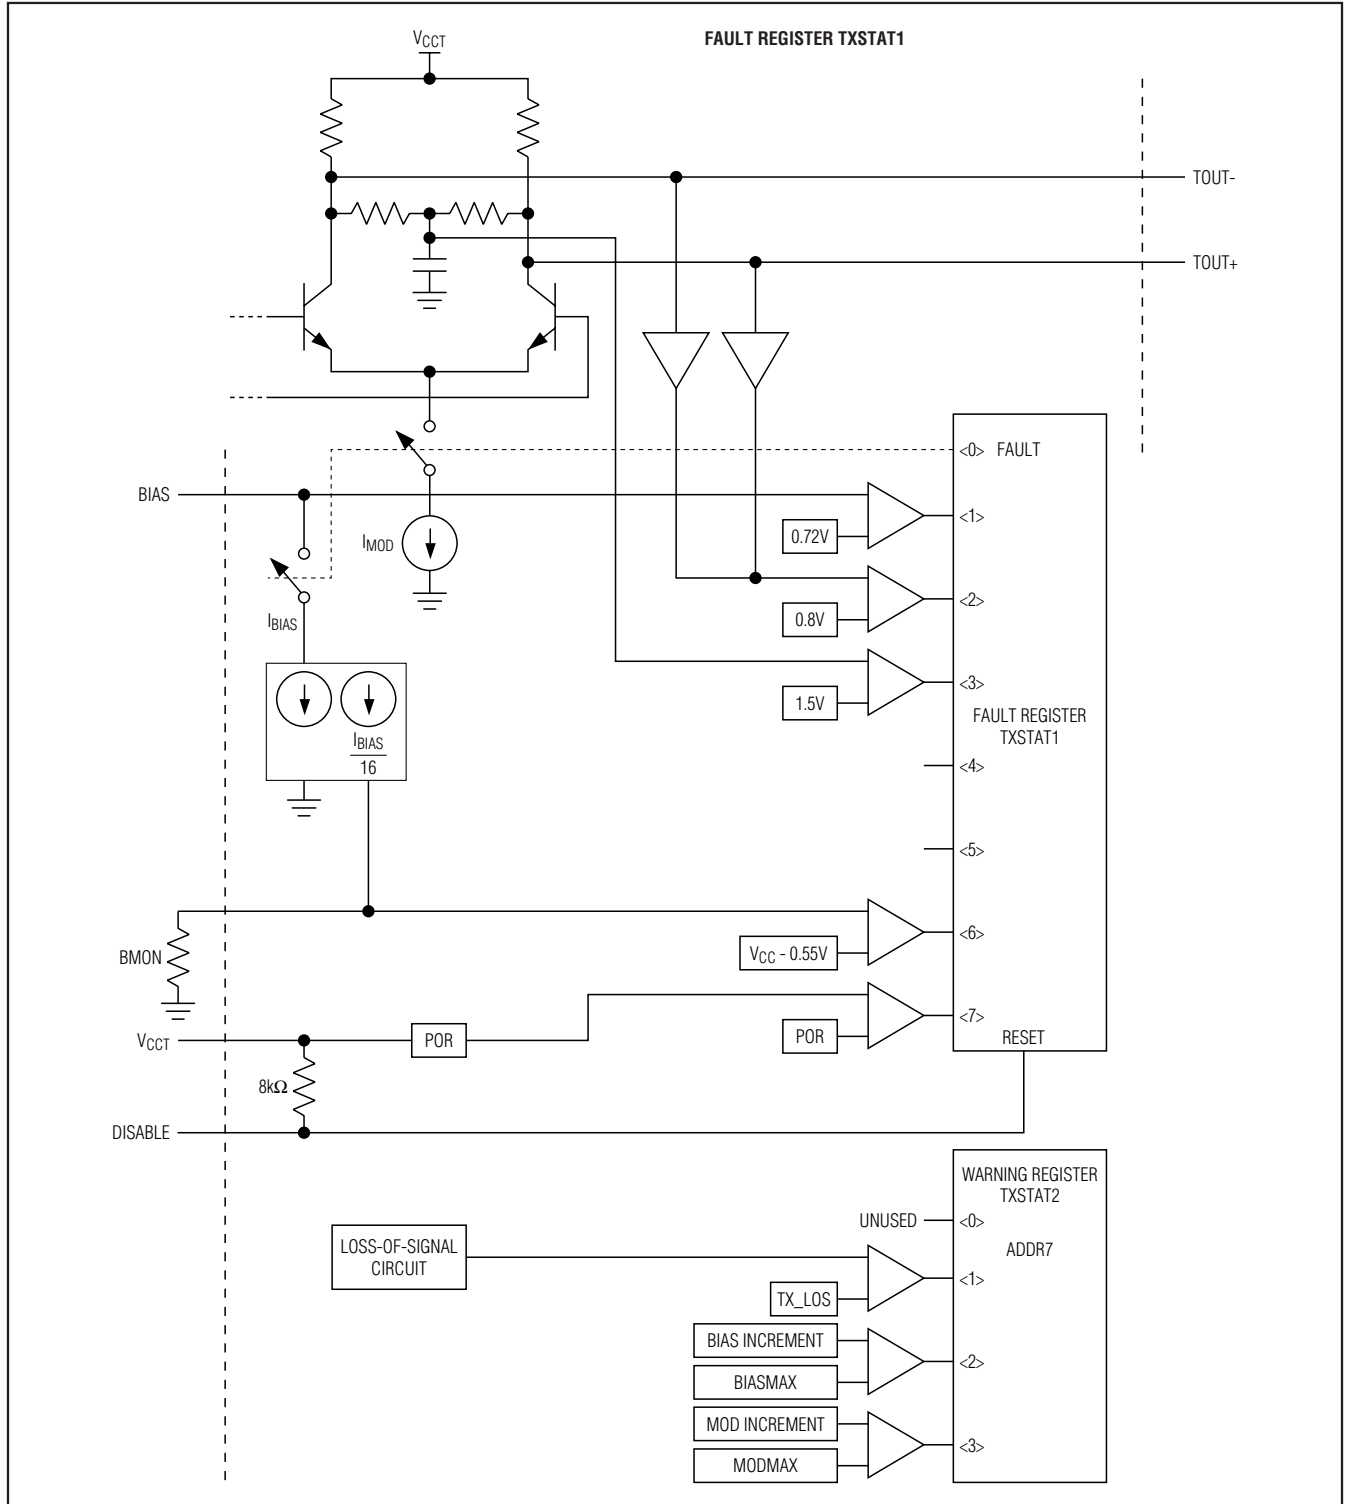 FAULT REGISTER TXSTAT1
VCCT
TOUT-
TOUT+
<0> FAULT
BIAS
<1>
0.72V
IMOD
<2>
0.8V
IBIAS
<3>
1.5V
FAULT REGISTER
TXSTAT1
IBIAS
16
<4>
<5>
<6>
VCC - 0.55V
BMON
<7>
VCCT
POR
POR
RESET
8kΩ
DISABLE
WARNING REGISTER
TXSTAT2
UNUSED
<0>
ADDR7
LOSS-OF-SIGNAL
CIRCUIT
<1>
TX_LOS
BIAS INCREMENT
<2>
BIASMAX
MOD INCREMENT
<3>
MODMAX